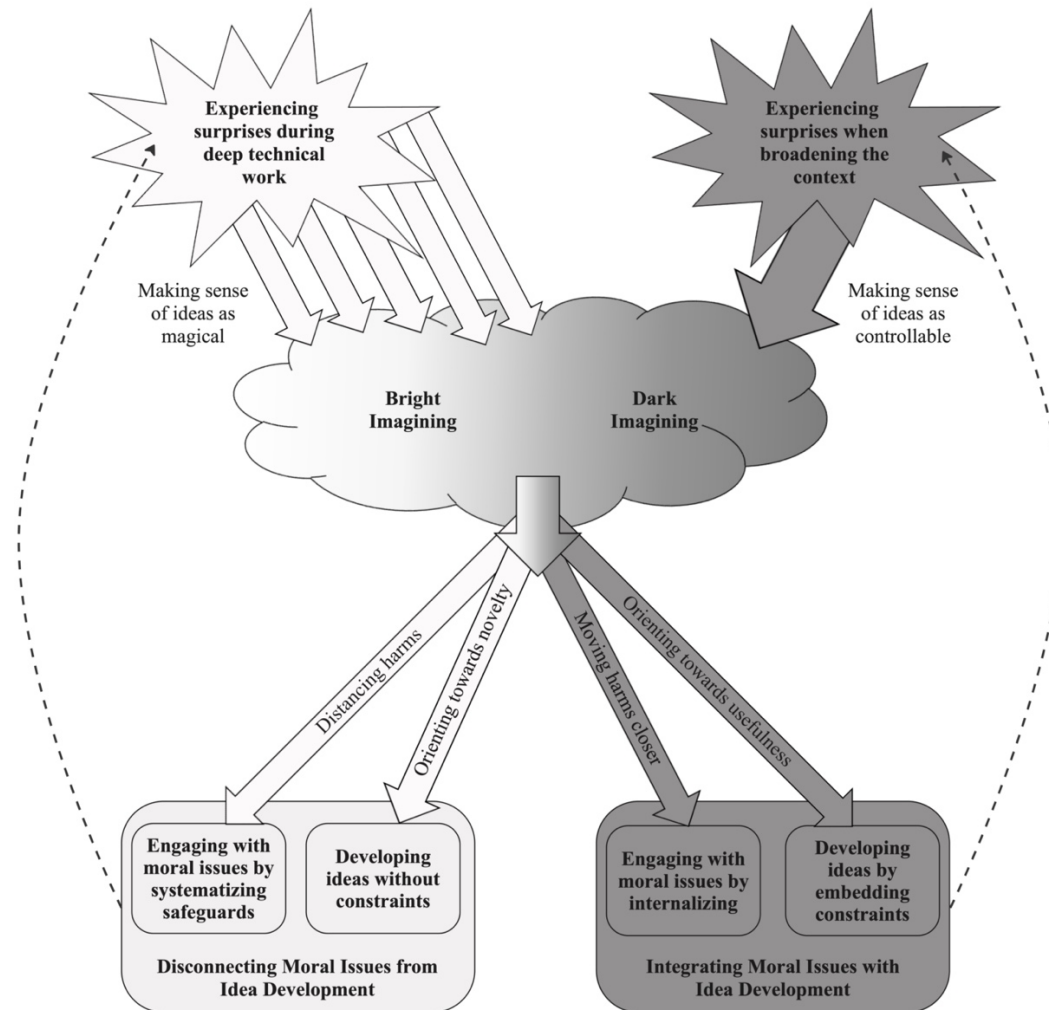 Experiencing
surprises during
deep technical
work
Experiencing
surprises when
broadening the
context
Making sense
of ideas as
magical
Making sense
of ideas as
controllable
Bright
Imagining
Dark
Imagining
Distancing harms
Orienting towards novelty
Moving harms closer
Orienting towards usefulness
Engaging with
moral issues by
systematizing
safeguards
Developing
ideas without
constraints
Engaging with
moral issues by
internalizing
Developing
ideas by
embedding
constraints
Disconnecting Moral Issues from
Idea Development
Integrating Moral Issues with
Idea Development